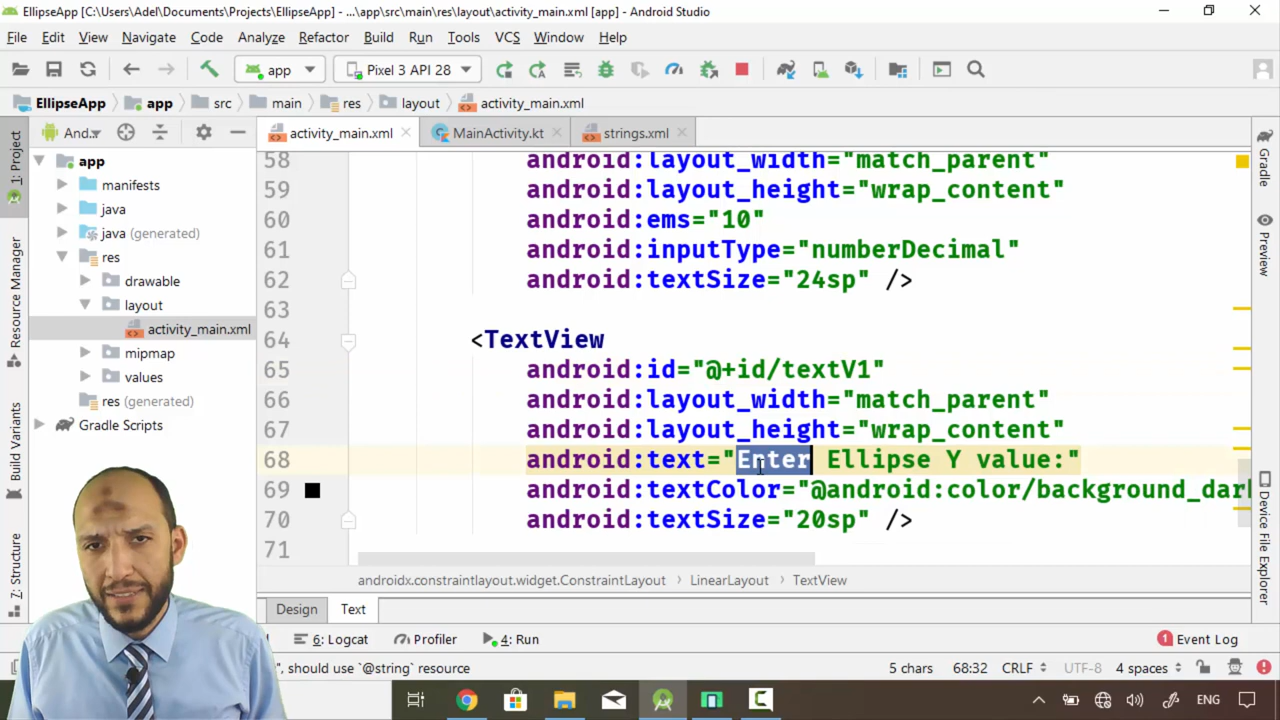 EllipseApp [C:\Users\Adel\Documents\Projects\EllipseApp] - ...\app\src\main\res\layout\activity_main.xml [app] - Android Studio
File Edit View Navigate Code Analyze Refactor Build Run Tools VCS Window Help
app Pixel 3 API 28
EllipseApp app src main res layout activity_main.xml
1: Project
Resource Manager
Build Variants
7: Structure
And..
app
manifests
java
java (generated)
res
drawable
layout
activity_main.xml
mipmap
values
res (generated)
Gradle Scripts
activity_main.xml MainActivity.kt strings.xml
58 android:layout_width="match_parent"
59 android:layout_height="wrap_content"
60 android:ems="10"
61 android:inputType="numberDecimal"
62 android:textSize="24sp" />
63
64 <TextView
65 android:id="@+id/textV1"
66 android:layout_width="match_parent"
67 android:layout_height="wrap_content"
68 android:text="Enter Ellipse Y value:"
69 android:textColor="@android:color/background_dar
70 android:textSize="20sp" />
71
androidx.constraintlayout.widget.ConstraintLayout LinearLayout TextView
Design Text
Gradle
Preview
Device File Explorer
6: Logcat Profiler 4: Run 1 Event Log
", should use `@string` resource 5 chars 68:32 CRLF UTF-8 4 spaces
ENG